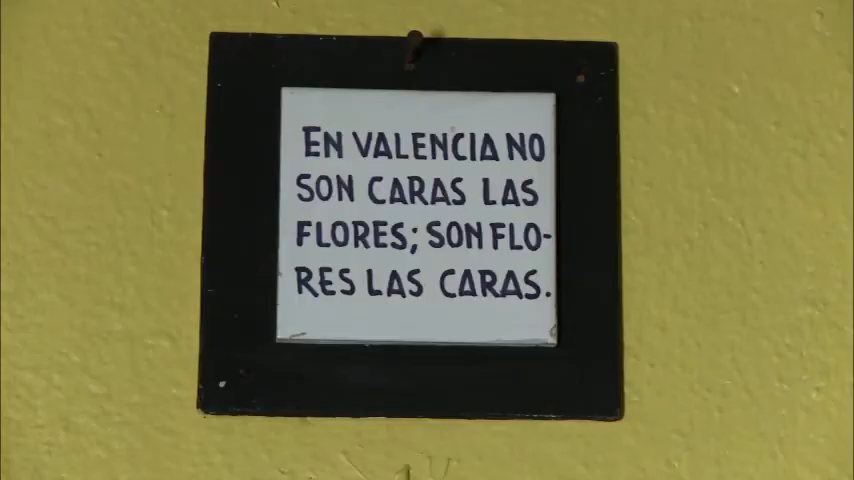 EN VALENCIA NO
SON CARAS LAS
FLORES; SON FLO-
RES LAS CARAS.